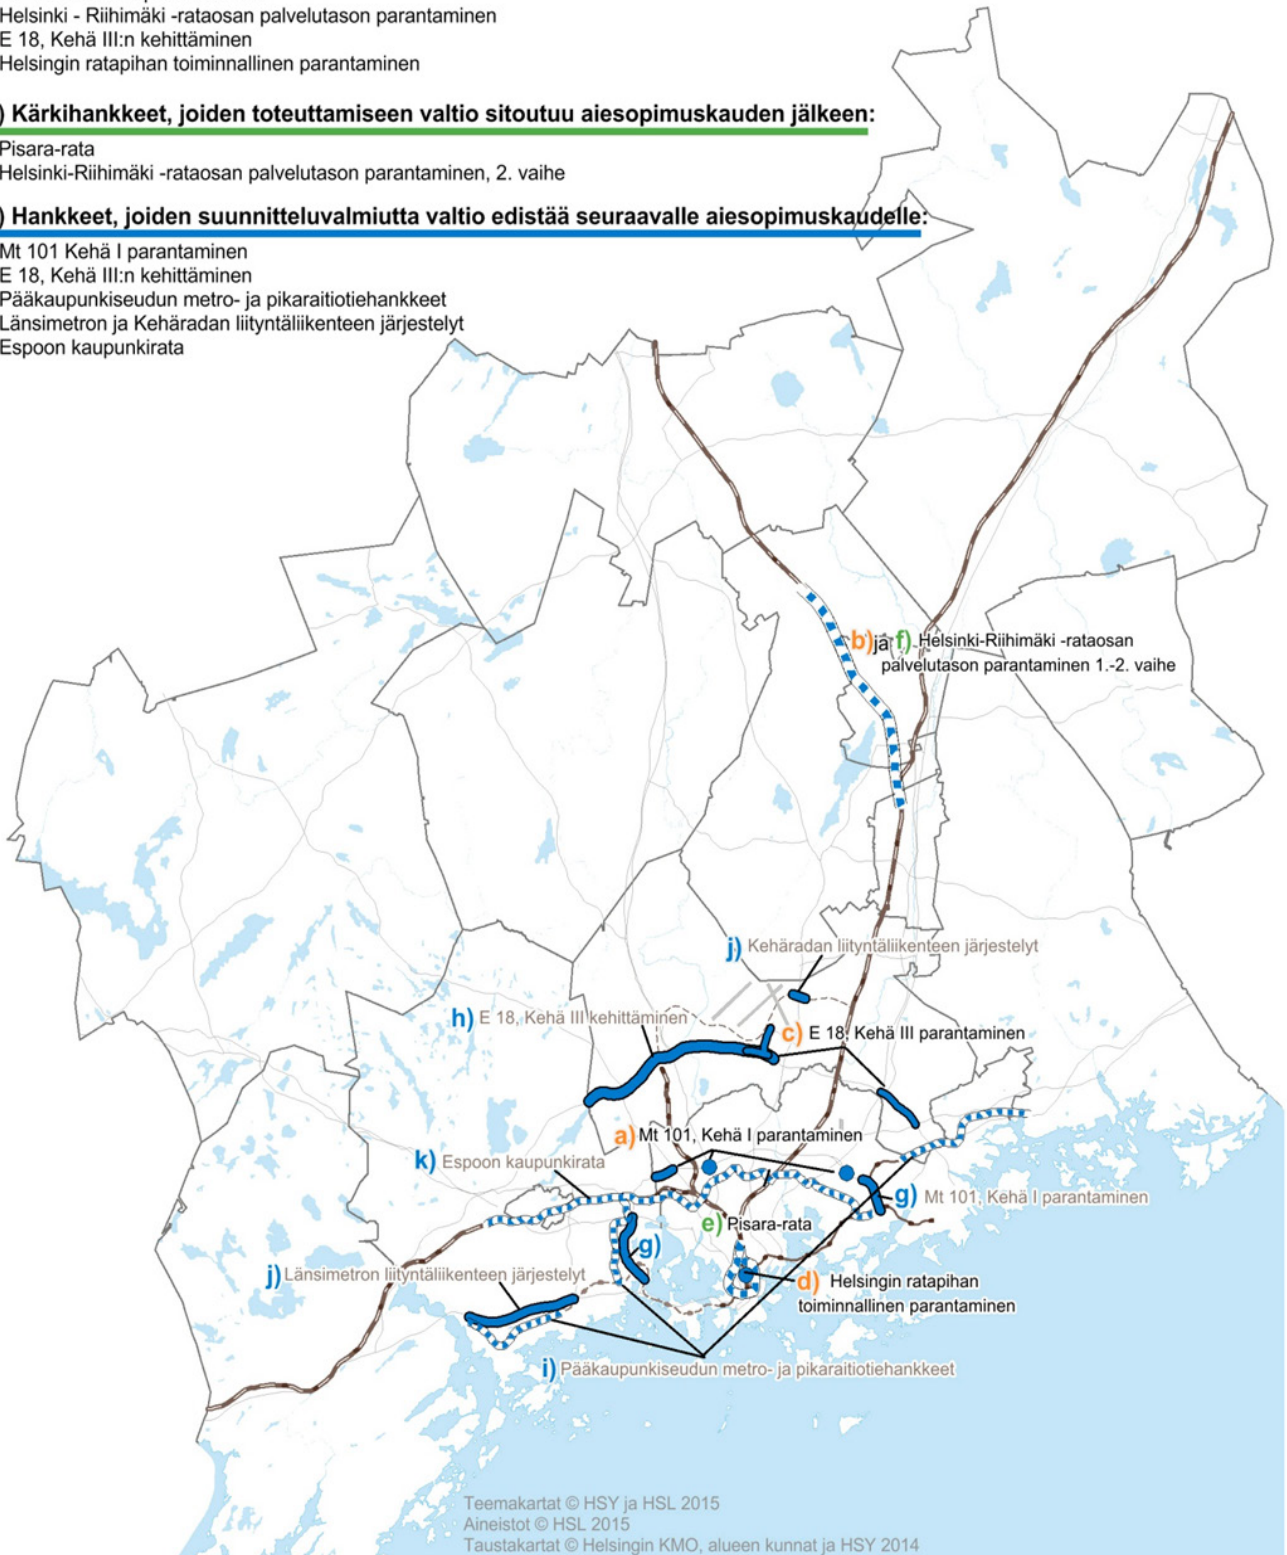 Helsinki - Riihimäki -rataosan palvelutason parantaminen
E 18, Kehä III:n kehittäminen
Helsingin ratapihan toiminnallinen parantaminen
) Kärkihankkeet, joiden toteuttamiseen valtio sitoutuu aiesopimuskauden jälkeen:
Pisara-rata
Helsinki-Riihimäki -rataosan palvelutason parantaminen, 2. vaihe
) Hankkeet, joiden suunnitteluvalmiutta valtio edistää seuraavalle aiesopimuskaudelle:
Mt 101 Kehä I parantaminen
E 18, Kehä III:n kehittäminen
Pääkaupunkiseudun metro- ja pikaraitiotiehankkeet
Länsimetron ja Kehäradan liityntäliikenteen järjestelyt
Espoon kaupunkirata
b) ja f) Helsinki-Riihimäki -rataosan
palvelutason parantaminen 1.-2. vaihe
j) Kehäradan liityntäliikenteen järjestelyt
h) E 18, Kehä III kehittäminen
c) E 18, Kehä III parantaminen
a) Mt 101, Kehä I parantaminen
k) Espoon kaupunkirata
g) Mt 101, Kehä I parantaminen
e) Pisara-rata
g)
j) Länsimetron liityntäliikenteen järjestelyt
d) Helsingin ratapihan
toiminnallinen parantaminen
i) Pääkaupunkiseudun metro- ja pikaraitiotiehankkeet
Teemakartat © HSY ja HSL 2015
Aineistot © HSL 2015
Taustakartat © Helsingin KMO, alueen kunnat ja HSY 2014